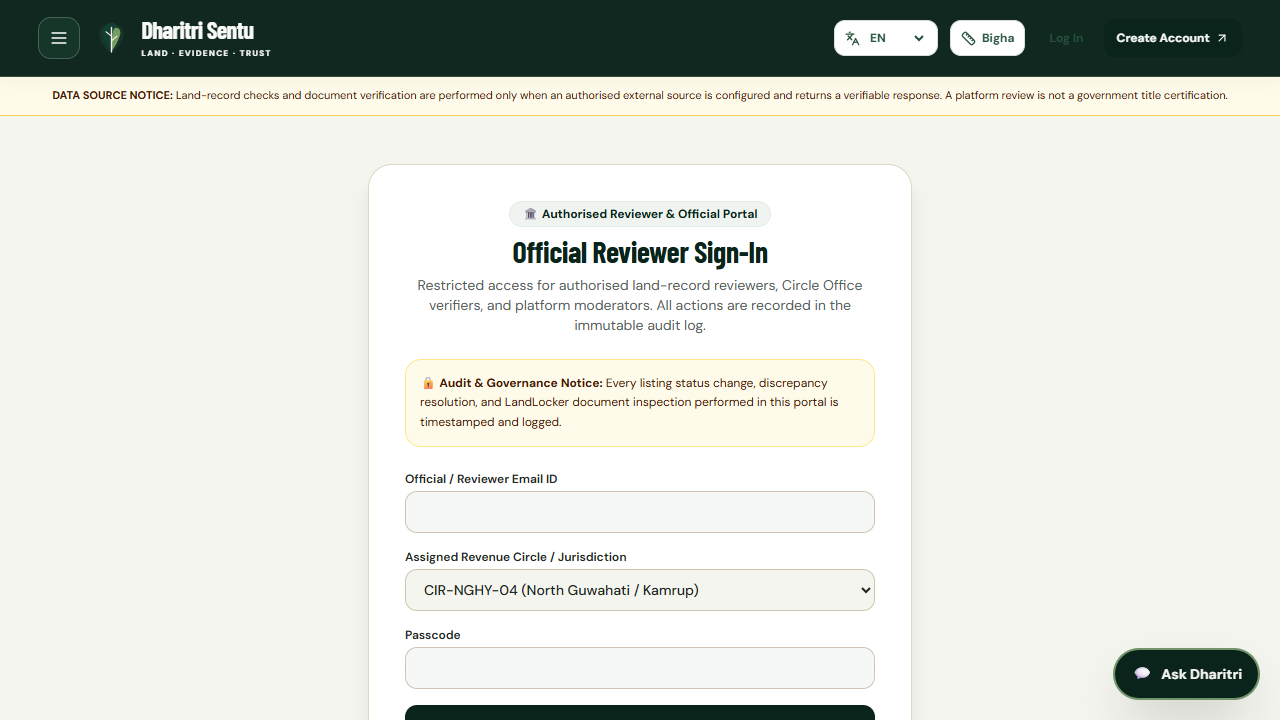 Dharitri Sentu
LAND · EVIDENCE · TRUST
EN
Bigha
Log In
Create Account
DATA SOURCE NOTICE: Land-record checks and document verification are performed only when an authorised external source is configured and returns a verifiable response. A platform review is not a government title certification.
Authorised Reviewer & Official Portal
Official Reviewer Sign-In
Restricted access for authorised land-record reviewers, Circle Office
verifiers, and platform moderators. All actions are recorded in the
immutable audit log.
Audit & Governance Notice: Every listing status change, discrepancy
resolution, and LandLocker document inspection performed in this portal is
timestamped and logged.
Official / Reviewer Email ID
Assigned Revenue Circle / Jurisdiction
CIR-NGHY-04 (North Guwahati / Kamrup)
Passcode
Ask Dharitri